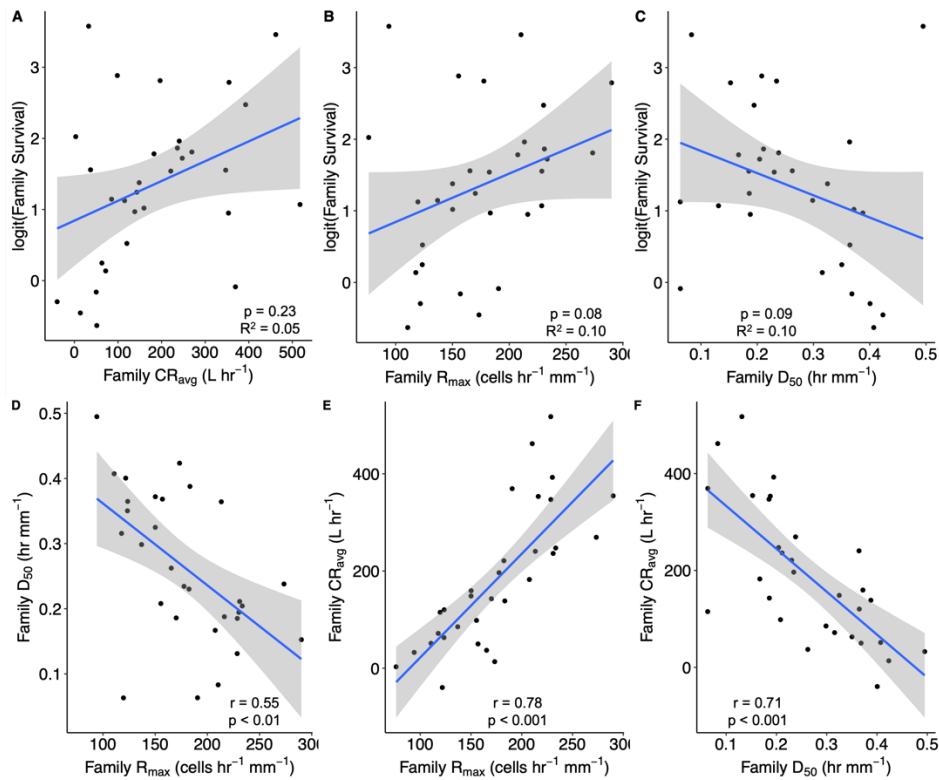 A
B
C
logit(Family Survival)
3
2
1
0
p = 0.23
R² = 0.05
0 100 200 300 400 500
Family CRavg (L hr⁻¹)
logit(Family Survival)
3
2
1
0
p = 0.08
R² = 0.10
100 150 200 250 300
Family Rmax (cells hr⁻¹ mm⁻¹)
logit(Family Survival)
3
2
1
0
p = 0.09
R² = 0.10
0.1 0.2 0.3 0.4 0.5
Family D50 (hr mm⁻¹)
D
E
F
Family D50 (hr mm⁻¹)
0.5
0.4
0.3
0.2
0.1
r = 0.55
p < 0.01
100 150 200 250 300
Family Rmax (cells hr⁻¹ mm⁻¹)
Family CRavg (L hr⁻¹)
400
200
0
r = 0.78
p < 0.001
100 150 200 250 300
Family Rmax (cells hr⁻¹ mm⁻¹)
Family CRavg (L hr⁻¹)
400
200
0
r = 0.71
p < 0.001
0.1 0.2 0.3 0.4 0.5
Family D50 (hr mm⁻¹)